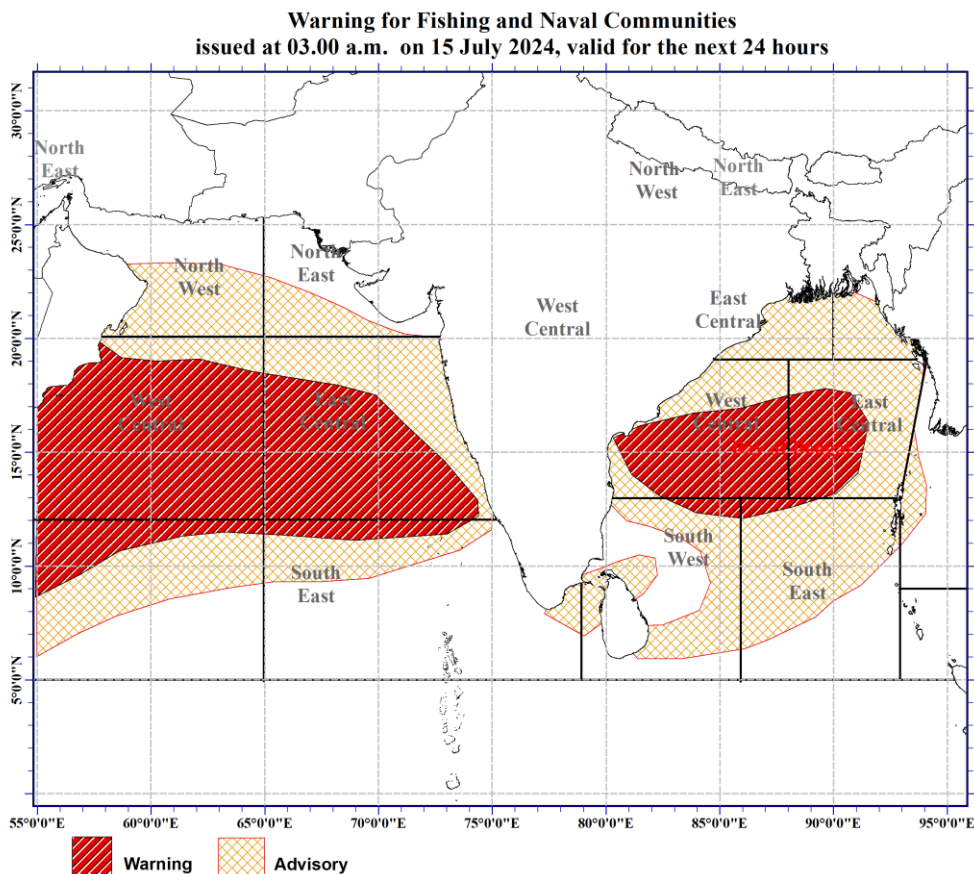 Warning for Fishing and Naval Communities
issued at 03.00 a.m. on 15 July 2024, valid for the next 24 hours
30°0'0"N
25°0'0"N
20°0'0"N
15°0'0"N
10°0'0"N
5°0'0"N
North
East
North
West
North
East
North
West
North
East
West
Central
East
Central
West
Central
East
Central
West
Central
East
Central
South
West
South
East
South
East
55°0'0"E
60°0'0"E
65°0'0"E
70°0'0"E
75°0'0"E
80°0'0"E
85°0'0"E
90°0'0"E
95°0'0"E
Warning
Advisory